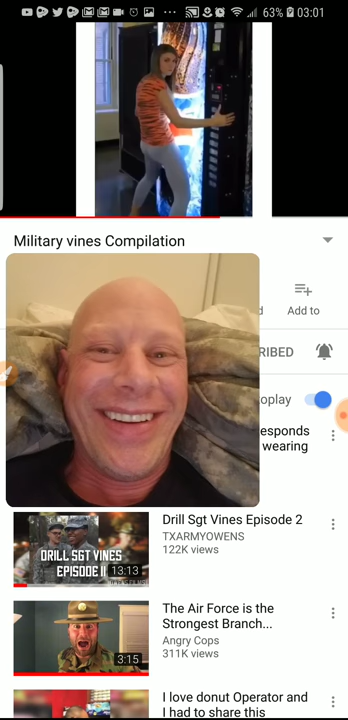 63% 03:01
Military vines Compilation
d Add to
RIBED
oplay
esponds
wearing
DRILL SGT VINES
EPISODE II
13:13
Drill Sgt Vines Episode 2
TXARMYOWENS
122K views
3:15
The Air Force is the
Strongest Branch...
Angry Cops
311K views
I love donut Operator and
I had to share this